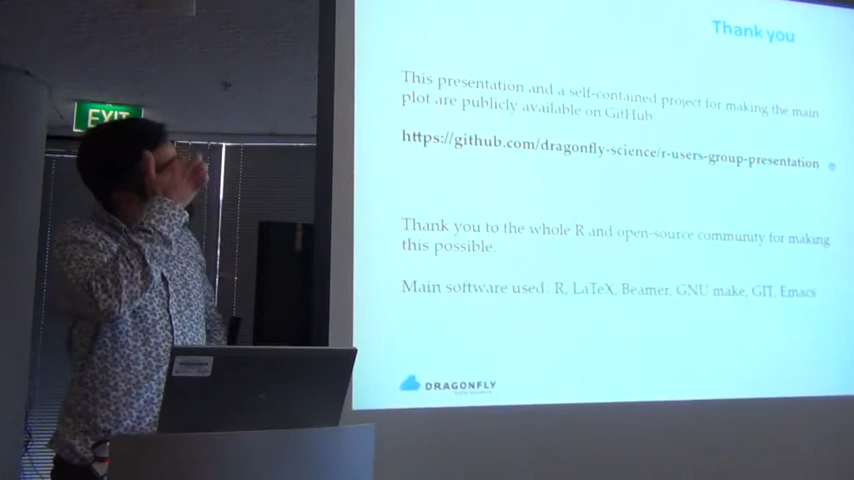 EXIT
Thank you
This presentation and a self-contained project for making the main
plot are publicly available on GitHub
https://github.com/dragonfly-science/r-users-group-presentation
Thank you to the whole R and open-source community for making
this possible.
Main software used: R, LaTeX, Beamer, GNU make, GIT, Emacs
DRAGONFLY